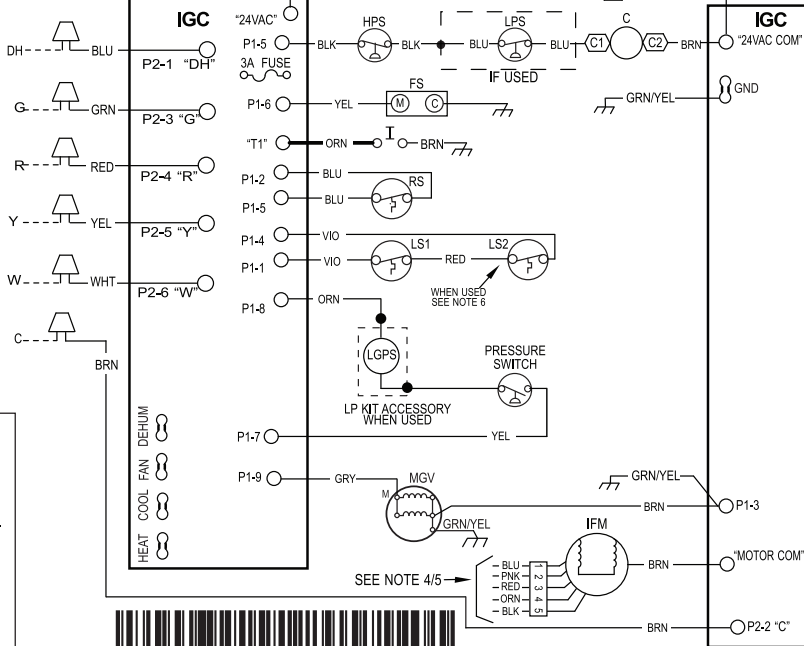 IGC
"24VAC"
DH
BLU
P2-1 "DH"
P1-5
3A FUSE
BLK
HPS
BLK
BLU
LPS
BLU
IF USED
C1
C
C2
BRN
IGC
"24VAC COM"
G
GRN
P2-3 "G"
P1-6
YEL
FS
M
C
GRN/YEL
GND
R
RED
P2-4 "R"
"T1"
ORN
BRN
P1-2
BLU
P1-5
BLU
RS
Y
YEL
P2-5 "Y"
P1-4
VIO
P1-1
VIO
LS1
RED
LS2
WHEN USED
SEE NOTE 6
W
WHT
P2-6 "W"
P1-8
ORN
LGPS
LP KIT ACCESSORY
WHEN USED
PRESSURE
SWITCH
C
BRN
P1-7
YEL
DEHUM
FAN
COOL
HEAT
P1-9
GRY
M
MGV
GRN/YEL
GRN/YEL
BRN
P1-3
SEE NOTE 4/5
BLU 1
PNK 2
RED 3
ORN 4
BLK 5
IFM
BRN
"MOTOR COM"
BRN
P2-2 "C"